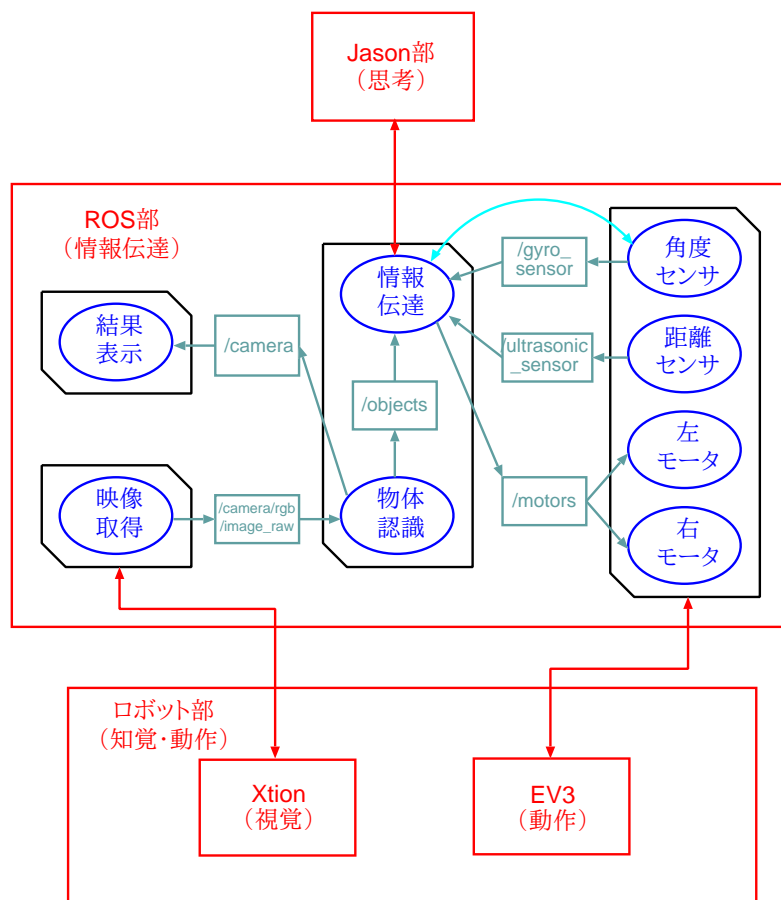 Jason部
（思考）
ROS部
（情報伝達）
/gyro_
sensor
角度
センサ
情報
伝達
結果
表示
/camera
/ultrasonic
_sensor
距離
センサ
/objects
左
モータ
映像
取得
/camera/rgb
/image_raw
物体
認識
/motors
右
モータ
ロボット部
（知覚・動作）
Xtion
（視覚）
EV3
（動作）